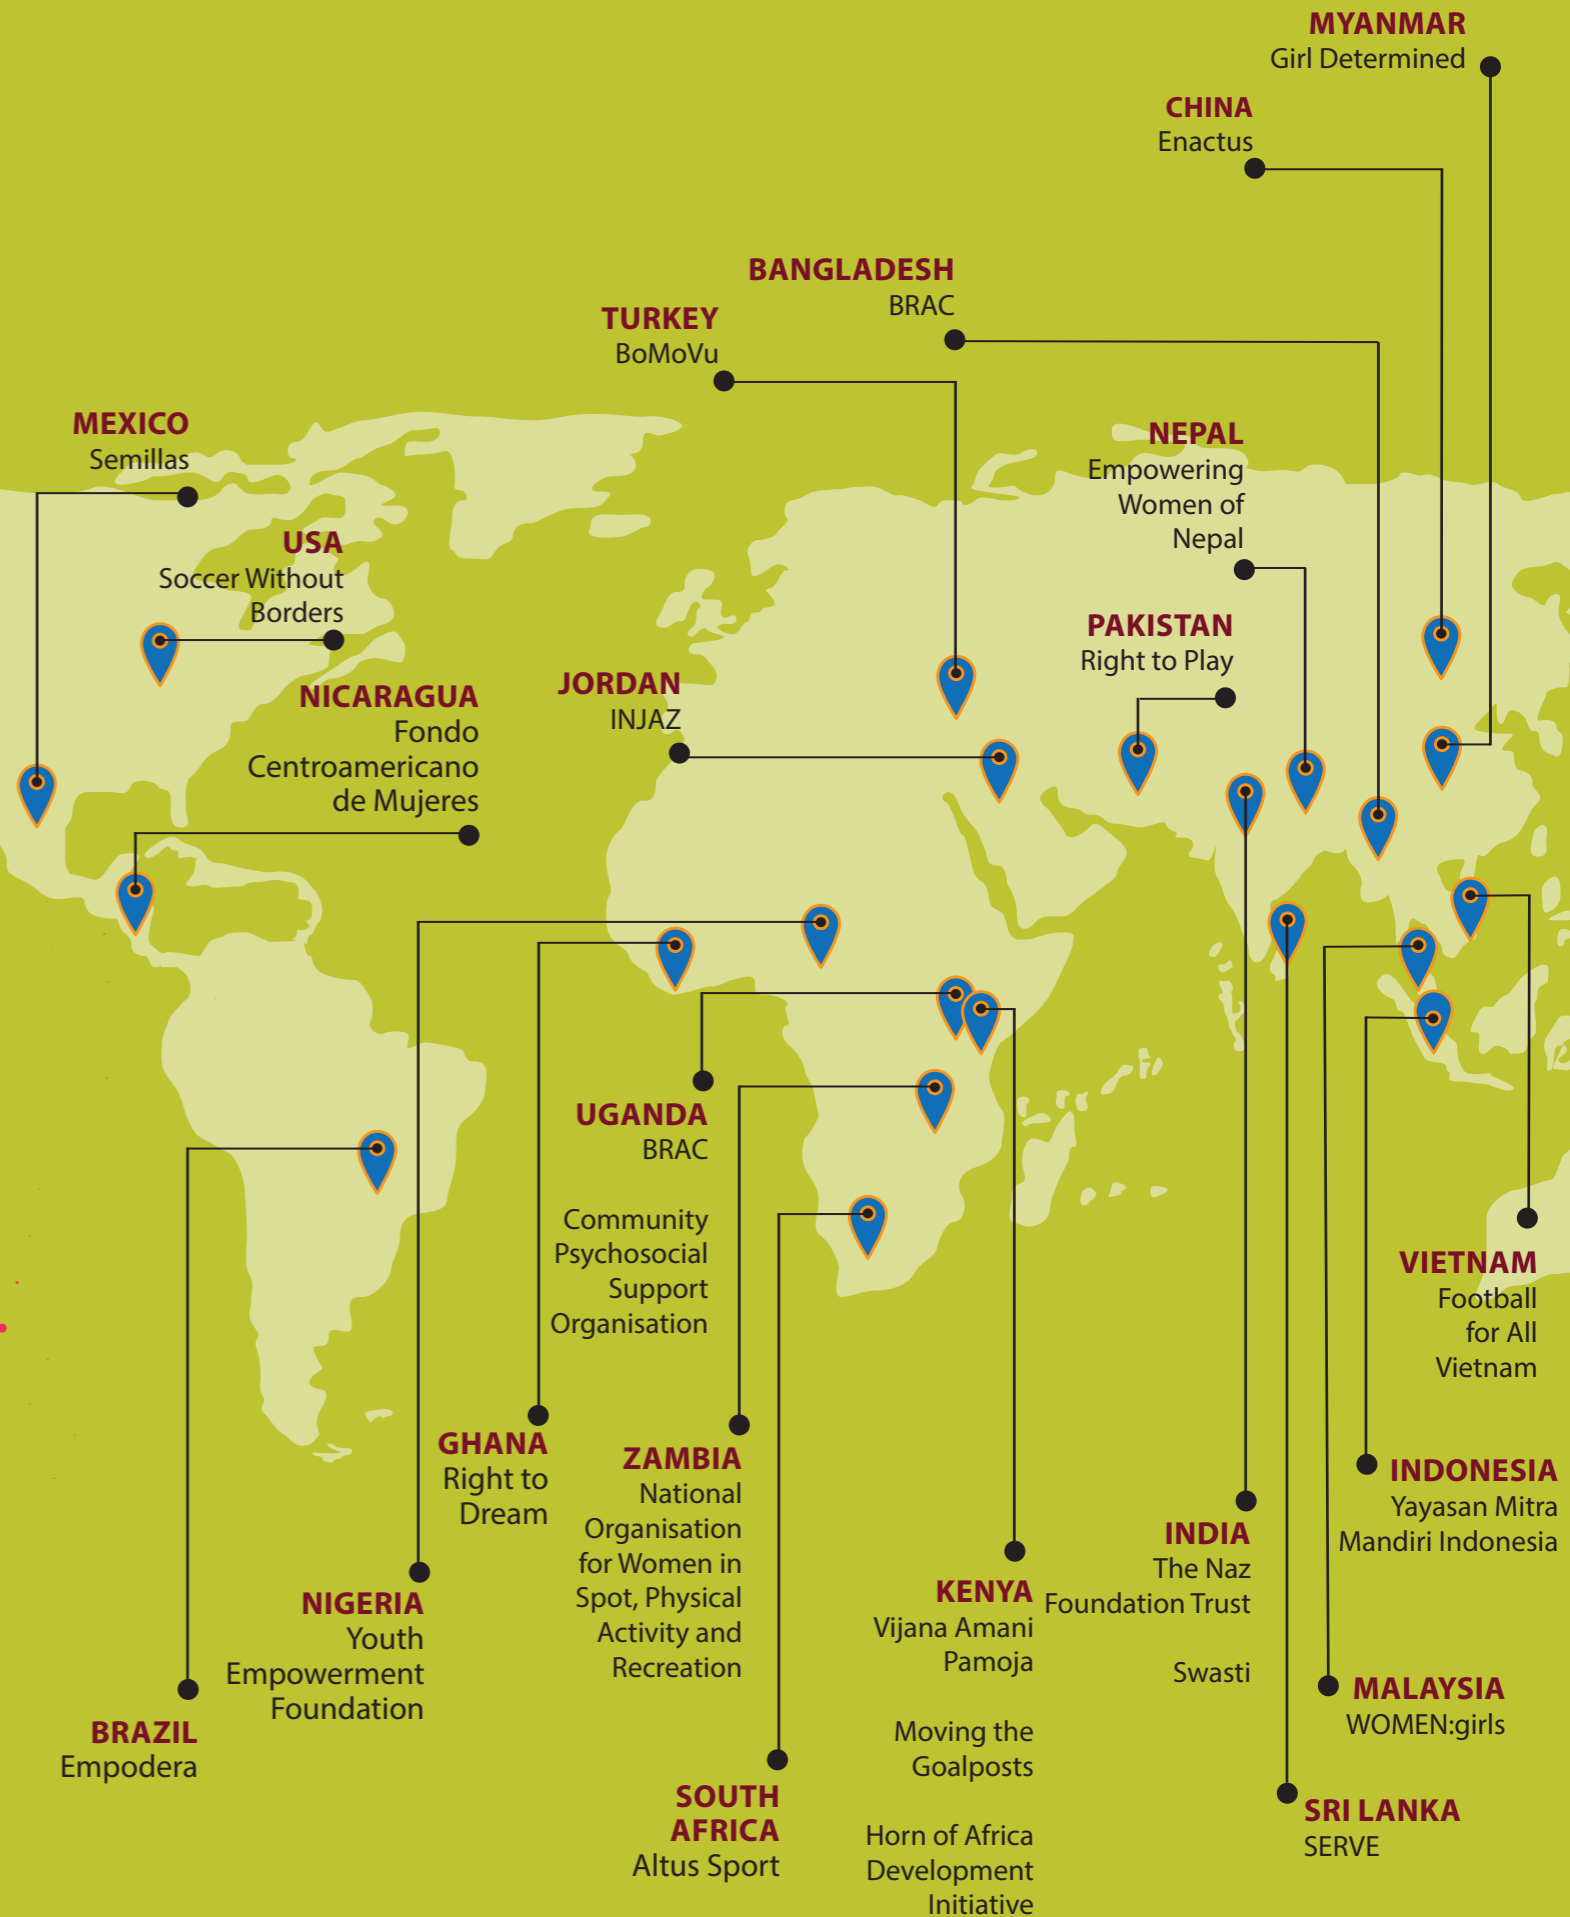 MYANMAR
Girl Determined
CHINA
Enactus
BANGLADESH
BRAC
TURKEY
BoMoVu
MEXICO
Semillas
NEPAL
Empowering
Women of
Nepal
USA
Soccer Without
Borders
PAKISTAN
Right to Play
JORDAN
INJAZ
NICARAGUA
Fondo
Centroamericano
de Mujeres
UGANDA
BRAC
Community
Psychosocial
Support
Organisation
VIETNAM
Football
for All
Vietnam
GHANA
Right to
Dream
ZAMBIA
National
Organisation
for Women in
Spot, Physical
Activity and
Recreation
INDONESIA
Yayasan Mitra
Mandiri Indonesia
INDIA
The Naz
Foundation Trust
Swasti
KENYA
Vijana Amani
Pamoja
Moving the
Goalposts
Horn of Africa
Development
Initiative
NIGERIA
Youth
Empowerment
Foundation
MALAYSIA
WOMEN:girls
BRAZIL
Empodera
SOUTH
AFRICA
Altus Sport
SRI LANKA
SERVE